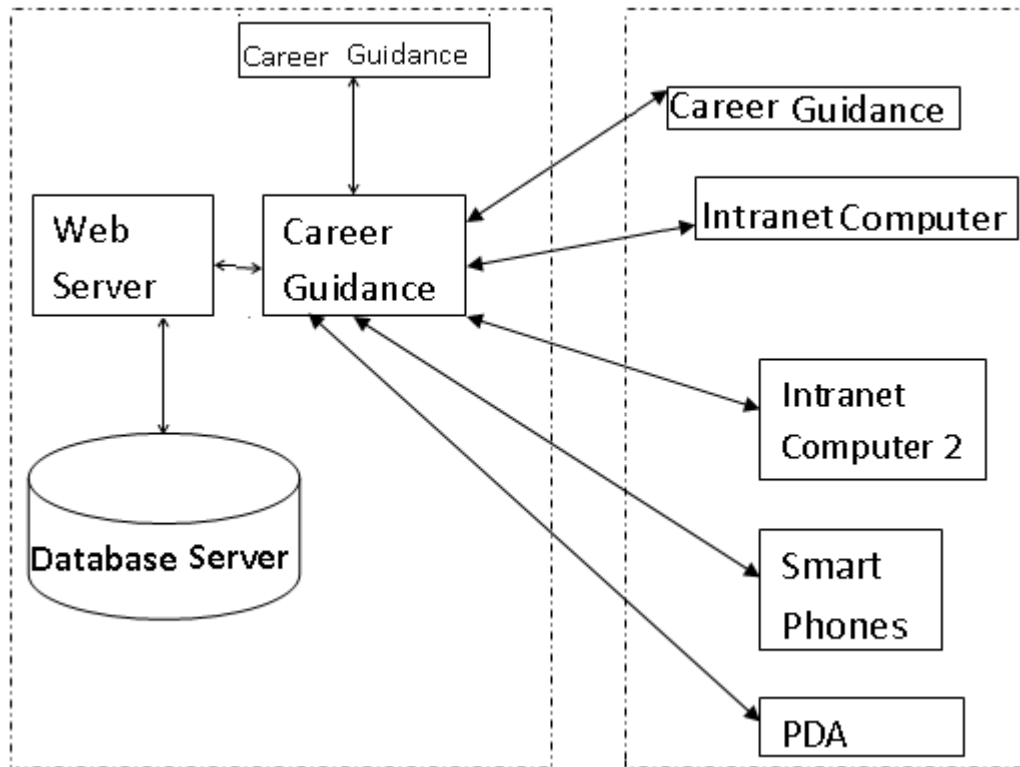 Career Guidance
Career Guidance
Intranet Computer
Web
Server
Career
Guidance
Intranet
Computer 2
Database Server
Smart
Phones
PDA